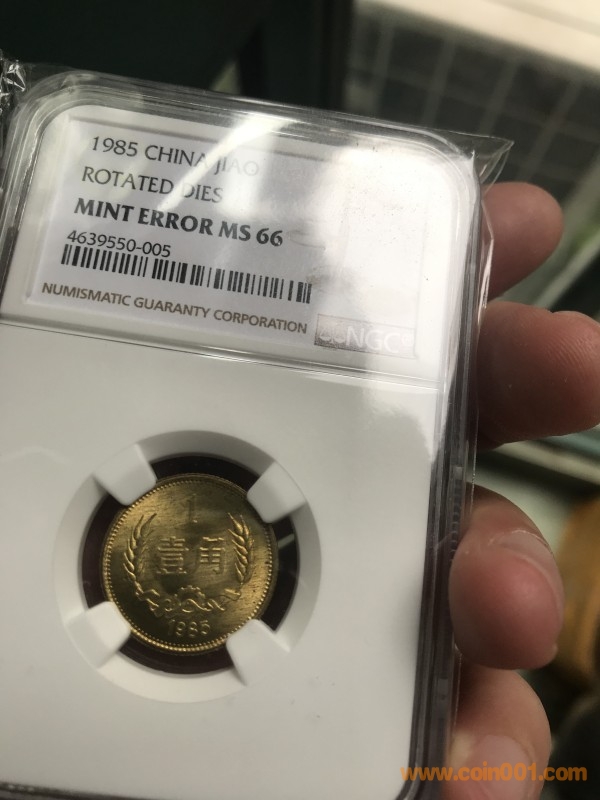 1985 CHINA JIAO
ROTATED DIES
MINT ERROR MS 66
4639550-005
NUMISMATIC GUARANTY CORPORATION
NGC
1
壹角
1985
www.coin001.com